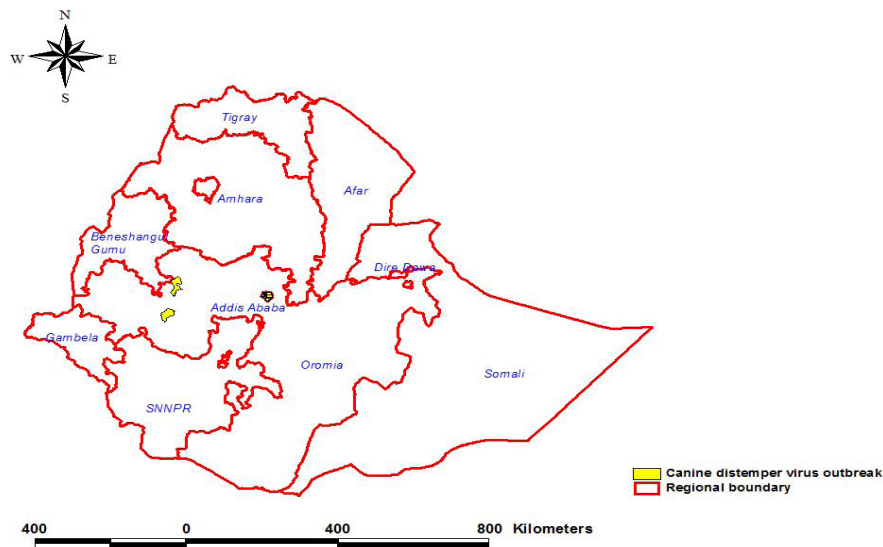 N
W E
S
Tigray
Afar
Amhara
Beneshangul
Gumu
Dire Dawa
Addis Ababa
Gambela
Oromia
Somali
SNNPR
Canine distemper virus outbreak
Regional boundary
400 0 400 800 Kilometers